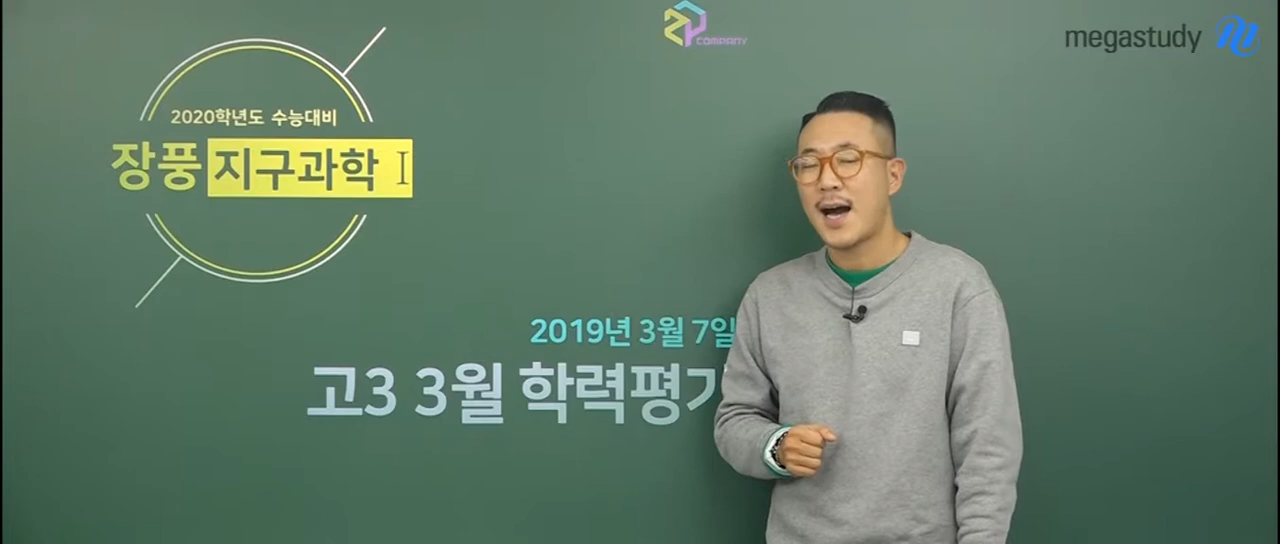 COMPANY
megastudy
2020학년도 수능대비
장풍 지구과학 I
2019년 3월 7일
고3 3월 학력평가